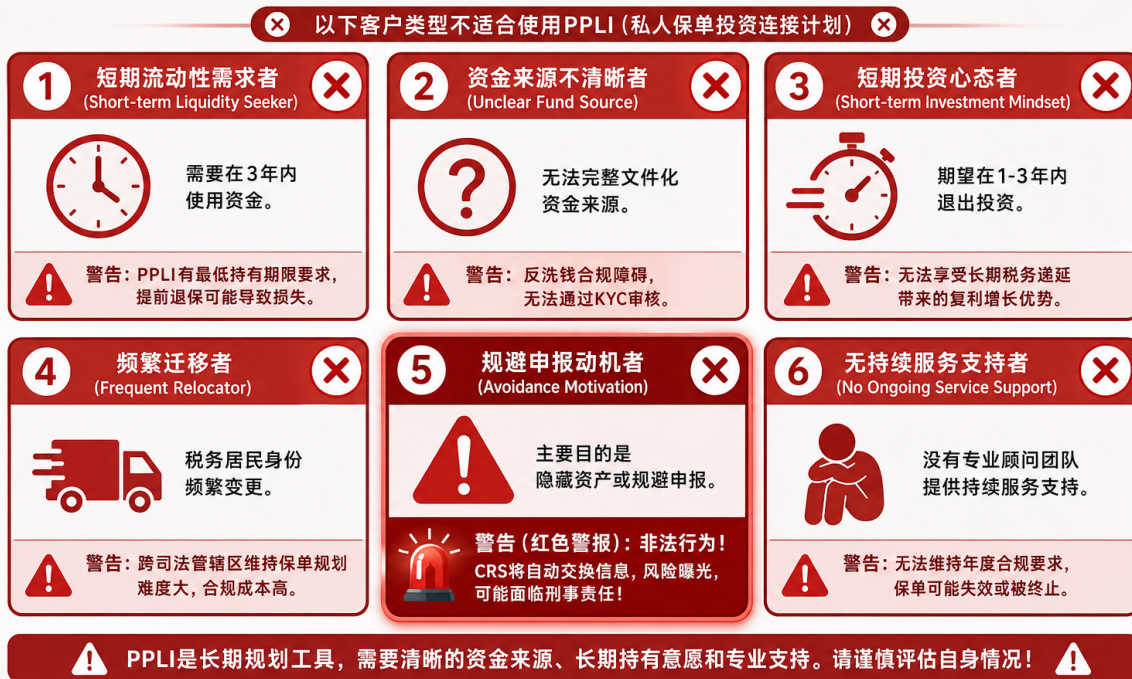 以下客户类型不适合使用PPLI（私人保单投资连接计划）
1
短期流动性需求者
(Short-term Liquidity Seeker)
需要在3年内
使用资金。
警告：PPLI有最低持有期限要求，
提前退保可能导致损失。
2
资金来源不清晰者
(Unclear Fund Source)
?
无法完整文件化
资金来源。
警告：反洗钱合规障碍，
无法通过KYC审核。
3
短期投资心态者
(Short-term Investment Mindset)
期望在1-3年内
退出投资。
警告：无法享受长期税务递延
带来的复利增长优势。
4
频繁迁移者
(Frequent Relocator)
税务居民身份
频繁变更。
警告：跨司法管辖区维持保单规划
难度大，合规成本高。
5
规避申报动机者
(Avoidance Motivation)
主要目的是
隐藏资产或规避申报。
警告（红色警报）：非法行为！
CRS将自动交换信息，风险曝光，
可能面临刑事责任！
6
无持续服务支持者
(No Ongoing Service Support)
没有专业顾问团队
提供持续服务支持。
警告：无法维持年度合规要求，
保单可能失效或被终止。
PPLI是长期规划工具，需要清晰的资金来源、长期持有意愿和专业支持。请谨慎评估自身情况！